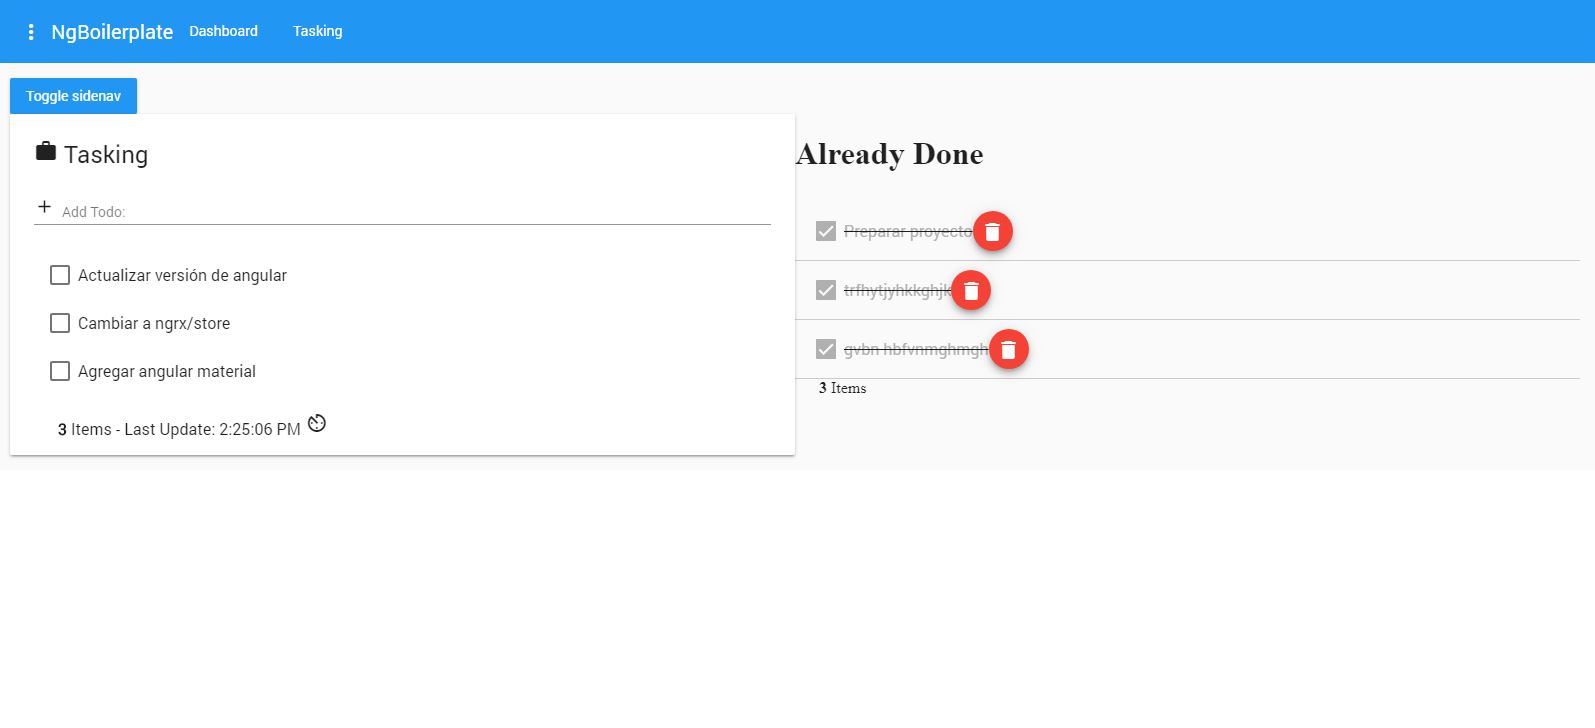 NgBoilerplate Dashboard Tasking
Toggle sidenav
Tasking
Add Todo:
Actualizar versión de angular
Cambiar a ngrx/store
Agregar angular material
3 Items - Last Update: 2:25:06 PM
Already Done
Preparar proyecto
trfhytjyhkkghjk
gvbn hbfvnmghmgh
3 Items